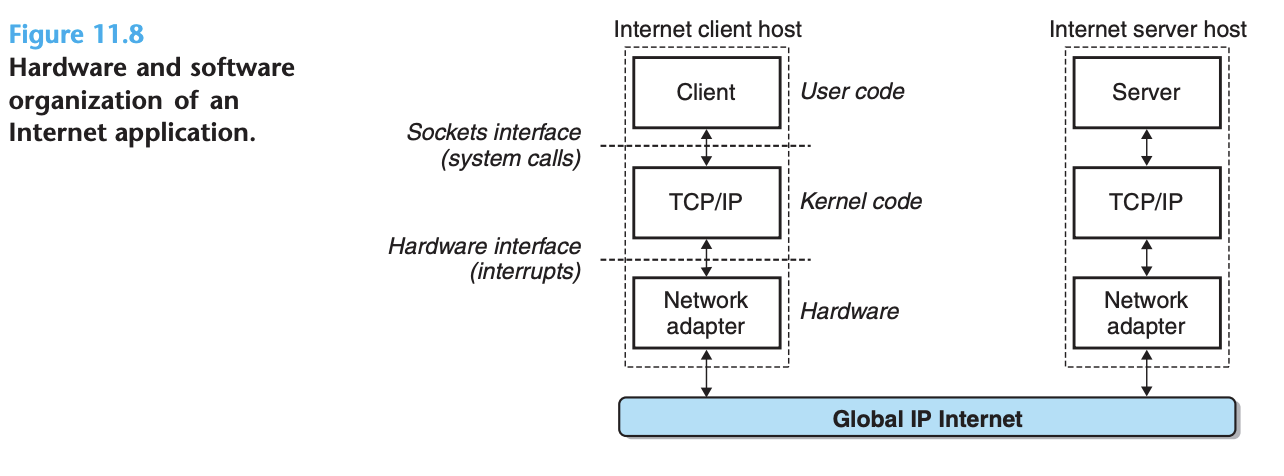 Figure 11.8
Hardware and software
organization of an
Internet application.
Internet client host
Internet server host
Client
User code
Server
Sockets interface
(system calls)
TCP/IP
Kernel code
TCP/IP
Hardware interface
(interrupts)
Network
adapter
Hardware
Network
adapter
Global IP Internet